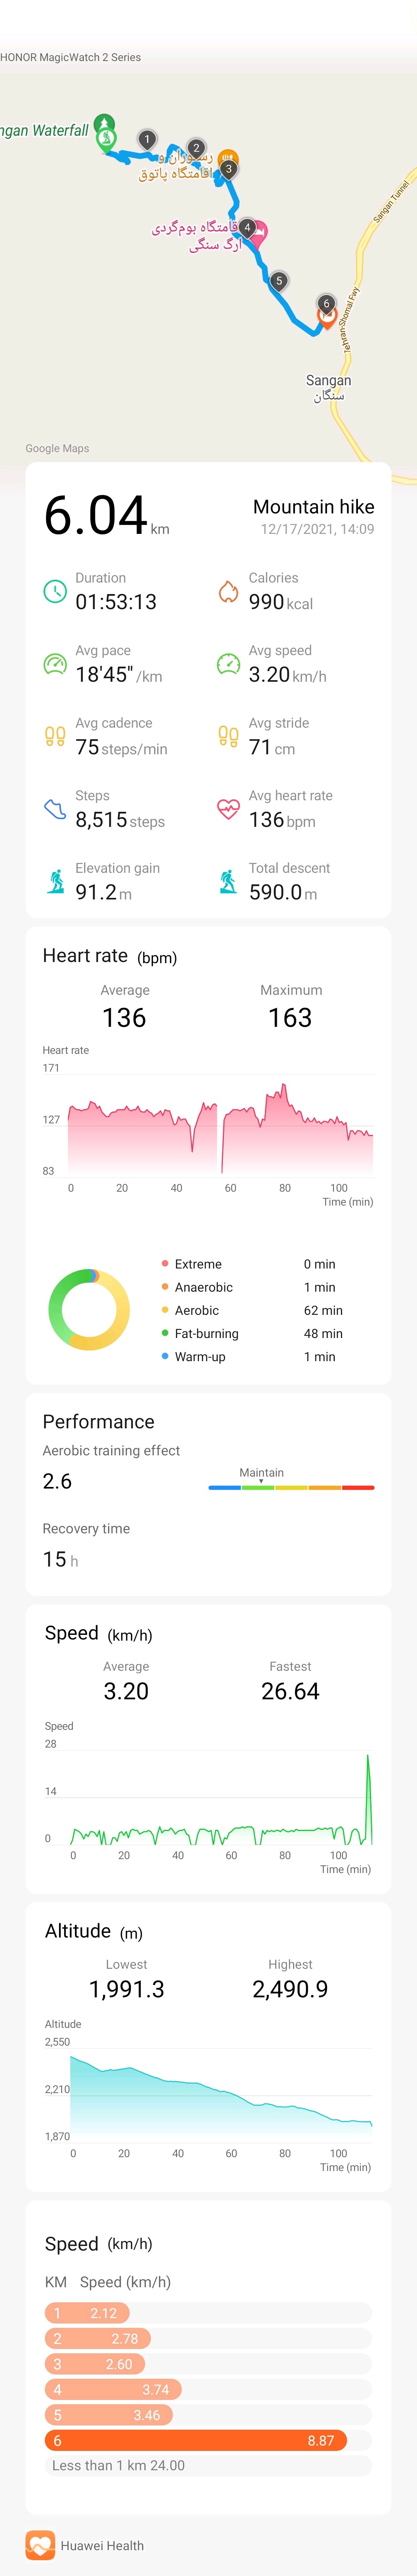 HONOR MagicWatch 2 Series
ngan Waterfall
1
2
رستوران و
اقامتگاه پاتوق
3
اقامتگاه بوم‌گردی
ارگ سنگی
4
5
6
Sangan Tunnel
Tehran-Shomal Fwy
Sangan
سنگان
Google Maps
6.04 km
Mountain hike
12/17/2021, 14:09
Duration
01:53:13
Calories
990 kcal
Avg pace
18'45" /km
Avg speed
3.20 km/h
Avg cadence
75 steps/min
Avg stride
71 cm
Steps
8,515 steps
Avg heart rate
136 bpm
Elevation gain
91.2 m
Total descent
590.0 m
Heart rate (bpm)
Average Maximum
136 163
Heart rate
171
127
83
0 20 40 60 80 100
Time (min)
Extreme 0 min
Anaerobic 1 min
Aerobic 62 min
Fat-burning 48 min
Warm-up 1 min
Performance
Aerobic training effect
2.6
Maintain
Recovery time
15 h
Speed (km/h)
Average Fastest
3.20 26.64
Speed
28
14
0
0 20 40 60 80 100
Time (min)
Altitude (m)
Lowest Highest
1,991.3 2,490.9
Altitude
2,550
2,210
1,870
0 20 40 60 80 100
Time (min)
Speed (km/h)
KM Speed (km/h)
1 2.12
2 2.78
3 2.60
4 3.74
5 3.46
6 8.87
Less than 1 km 24.00
Huawei Health